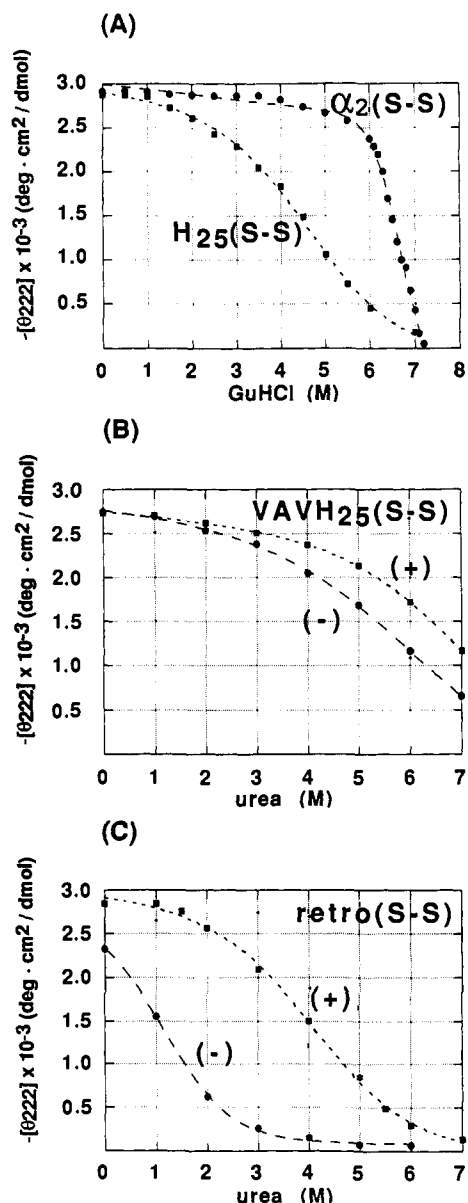 (A)
-[θ222] x 10-3 (deg · cm2 / dmol)
3.0
2.5
2.0
1.5
1.0
0.5
α2(S-S)
H25(S-S)
0 1 2 3 4 5 6 7 8
GuHCl (M)
(B)
-[θ222] x 10-3 (deg · cm2 / dmol)
3.0
2.5
2.0
1.5
1.0
0.5
VAVH25(S-S)
(+)
(-)
0 1 2 3 4 5 6 7
urea (M)
(C)
-[θ222] x 10-3 (deg · cm2 / dmol)
3.0
2.5
2.0
1.5
1.0
0.5
retro(S-S)
(+)
(-)
0 1 2 3 4 5 6 7
urea (M)